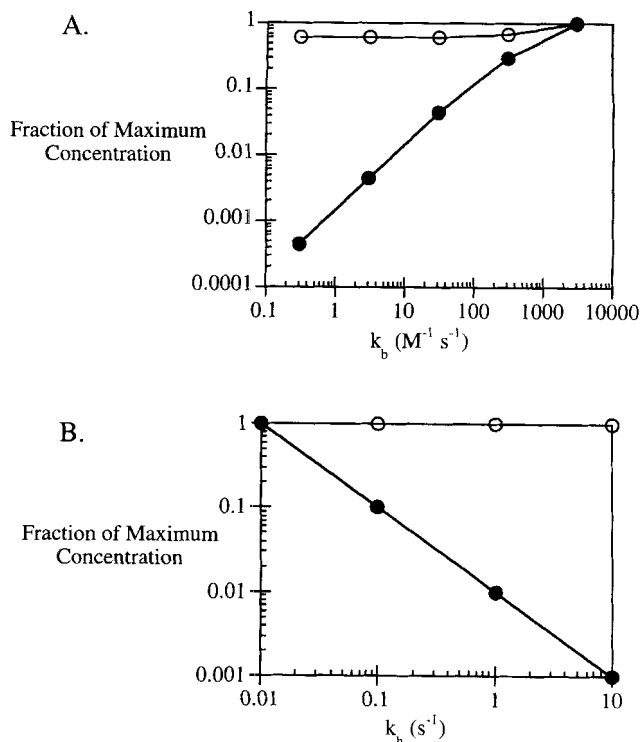 A.
Fraction of Maximum
Concentration
1
0.1
0.01
0.001
0.0001
0.1 1 10 100 1000 10000
k_b (M⁻¹ s⁻¹)
B.
Fraction of Maximum
Concentration
1
0.1
0.01
0.001
0.01 0.1 1 10
k_h (s⁻¹)